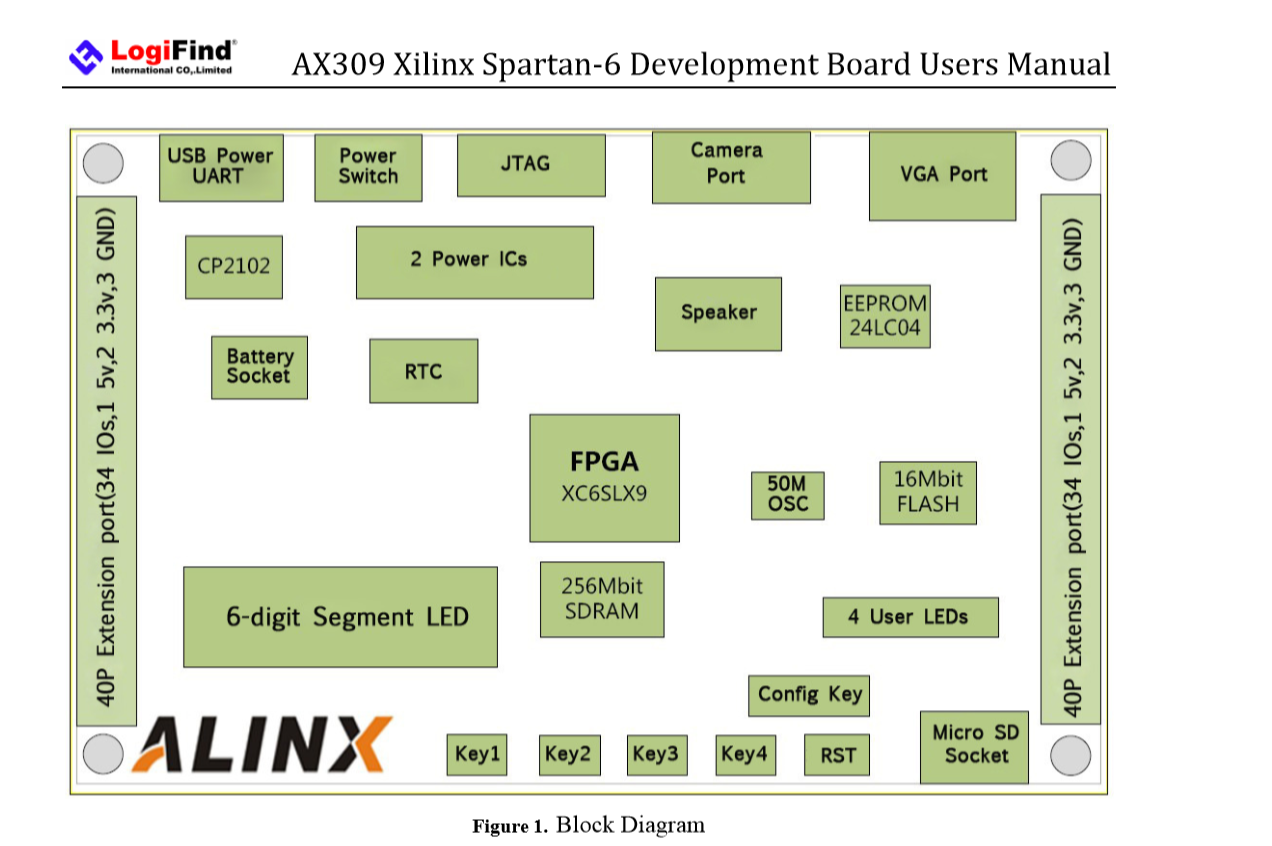 LogiFind®
International CO,.Limited
AX309 Xilinx Spartan-6 Development Board Users Manual
USB Power
UART
Power
Switch
JTAG
Camera
Port
VGA Port
40P Extension port(34 IOs,1 5v,2 3.3v,3 GND)
CP2102
2 Power ICs
Speaker
EEPROM
24LC04
40P Extension port(34 IOs,1 5v,2 3.3v,3 GND)
Battery
Socket
RTC
FPGA
XC6SLX9
50M
OSC
16Mbit
FLASH
6-digit Segment LED
256Mbit
SDRAM
4 User LEDs
Config Key
ALINX
Key1
Key2
Key3
Key4
RST
Micro SD
Socket
Figure 1. Block Diagram